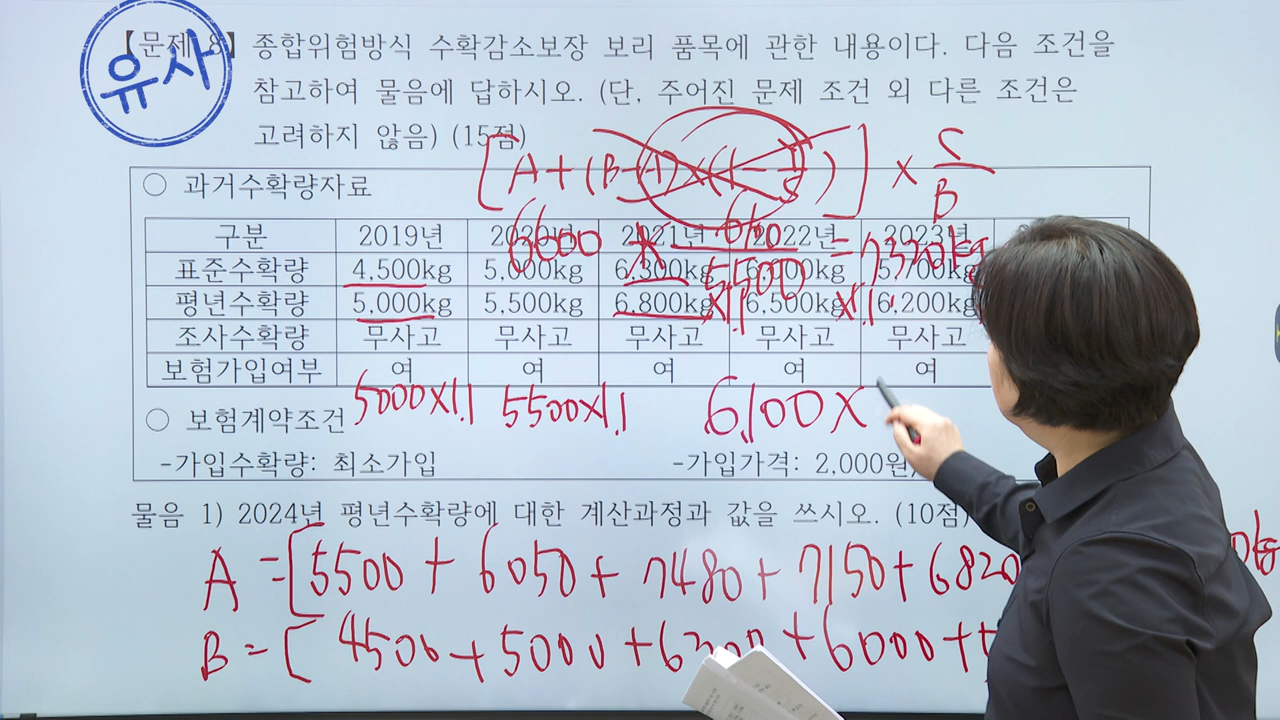 【문제 8】 종합위험방식 수확감소보장 보리 품목에 관한 내용이다. 다음 조건을
유사
참고하여 물음에 답하시오. (단, 주어진 문제 조건 외 다른 조건은
고려하지 않음) (15점)
[A+(B-A)×(1-Y/5)]×C/B
○ 과거수확량자료
구분 2019년 2020년 2021년 2022년 2023년
6600 × 660/5500 = 7320kg
표준수확량 4,500kg 5,000kg 6,300kg 6,000kg 5,700kg
평년수확량 5,000kg 5,500kg 6,800kg 6,500kg 6,200kg
×1.1 ×1.1
조사수확량 무사고 무사고 무사고 무사고 무사고
보험가입여부 여 여 여 여 여
5000×1.1 5500×1.1 6,100×
○ 보험계약조건
-가입수확량: 최소가입 -가입가격: 2,000원
물음 1) 2024년 평년수확량에 대한 계산과정과 값을 쓰시오. (10점)
A=[5500+6050+7480+7150+6820
B=[4500+5000+6300+6000+